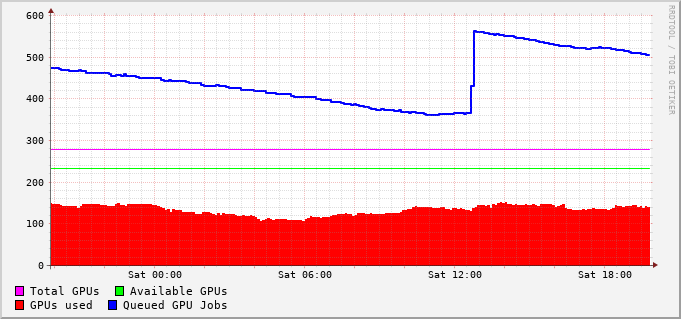 600
500
400
300
200
100
0
Sat 00:00 Sat 06:00 Sat 12:00 Sat 18:00
Total GPUs Available GPUs
GPUs used Queued GPU Jobs
RRDTOOL / TOBI OETIKER